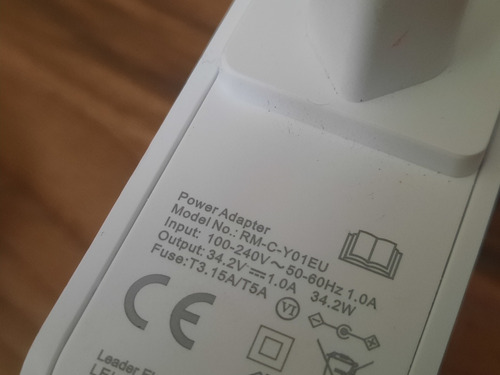 Power Adapter
Model No.: RM-C-Y01EU
Input: 100-240V～50-60Hz 1.0A
Output: 34.2V⎓1.0A 34.2W
Fuse:T3.15A/T5A
VI
CE
Leader